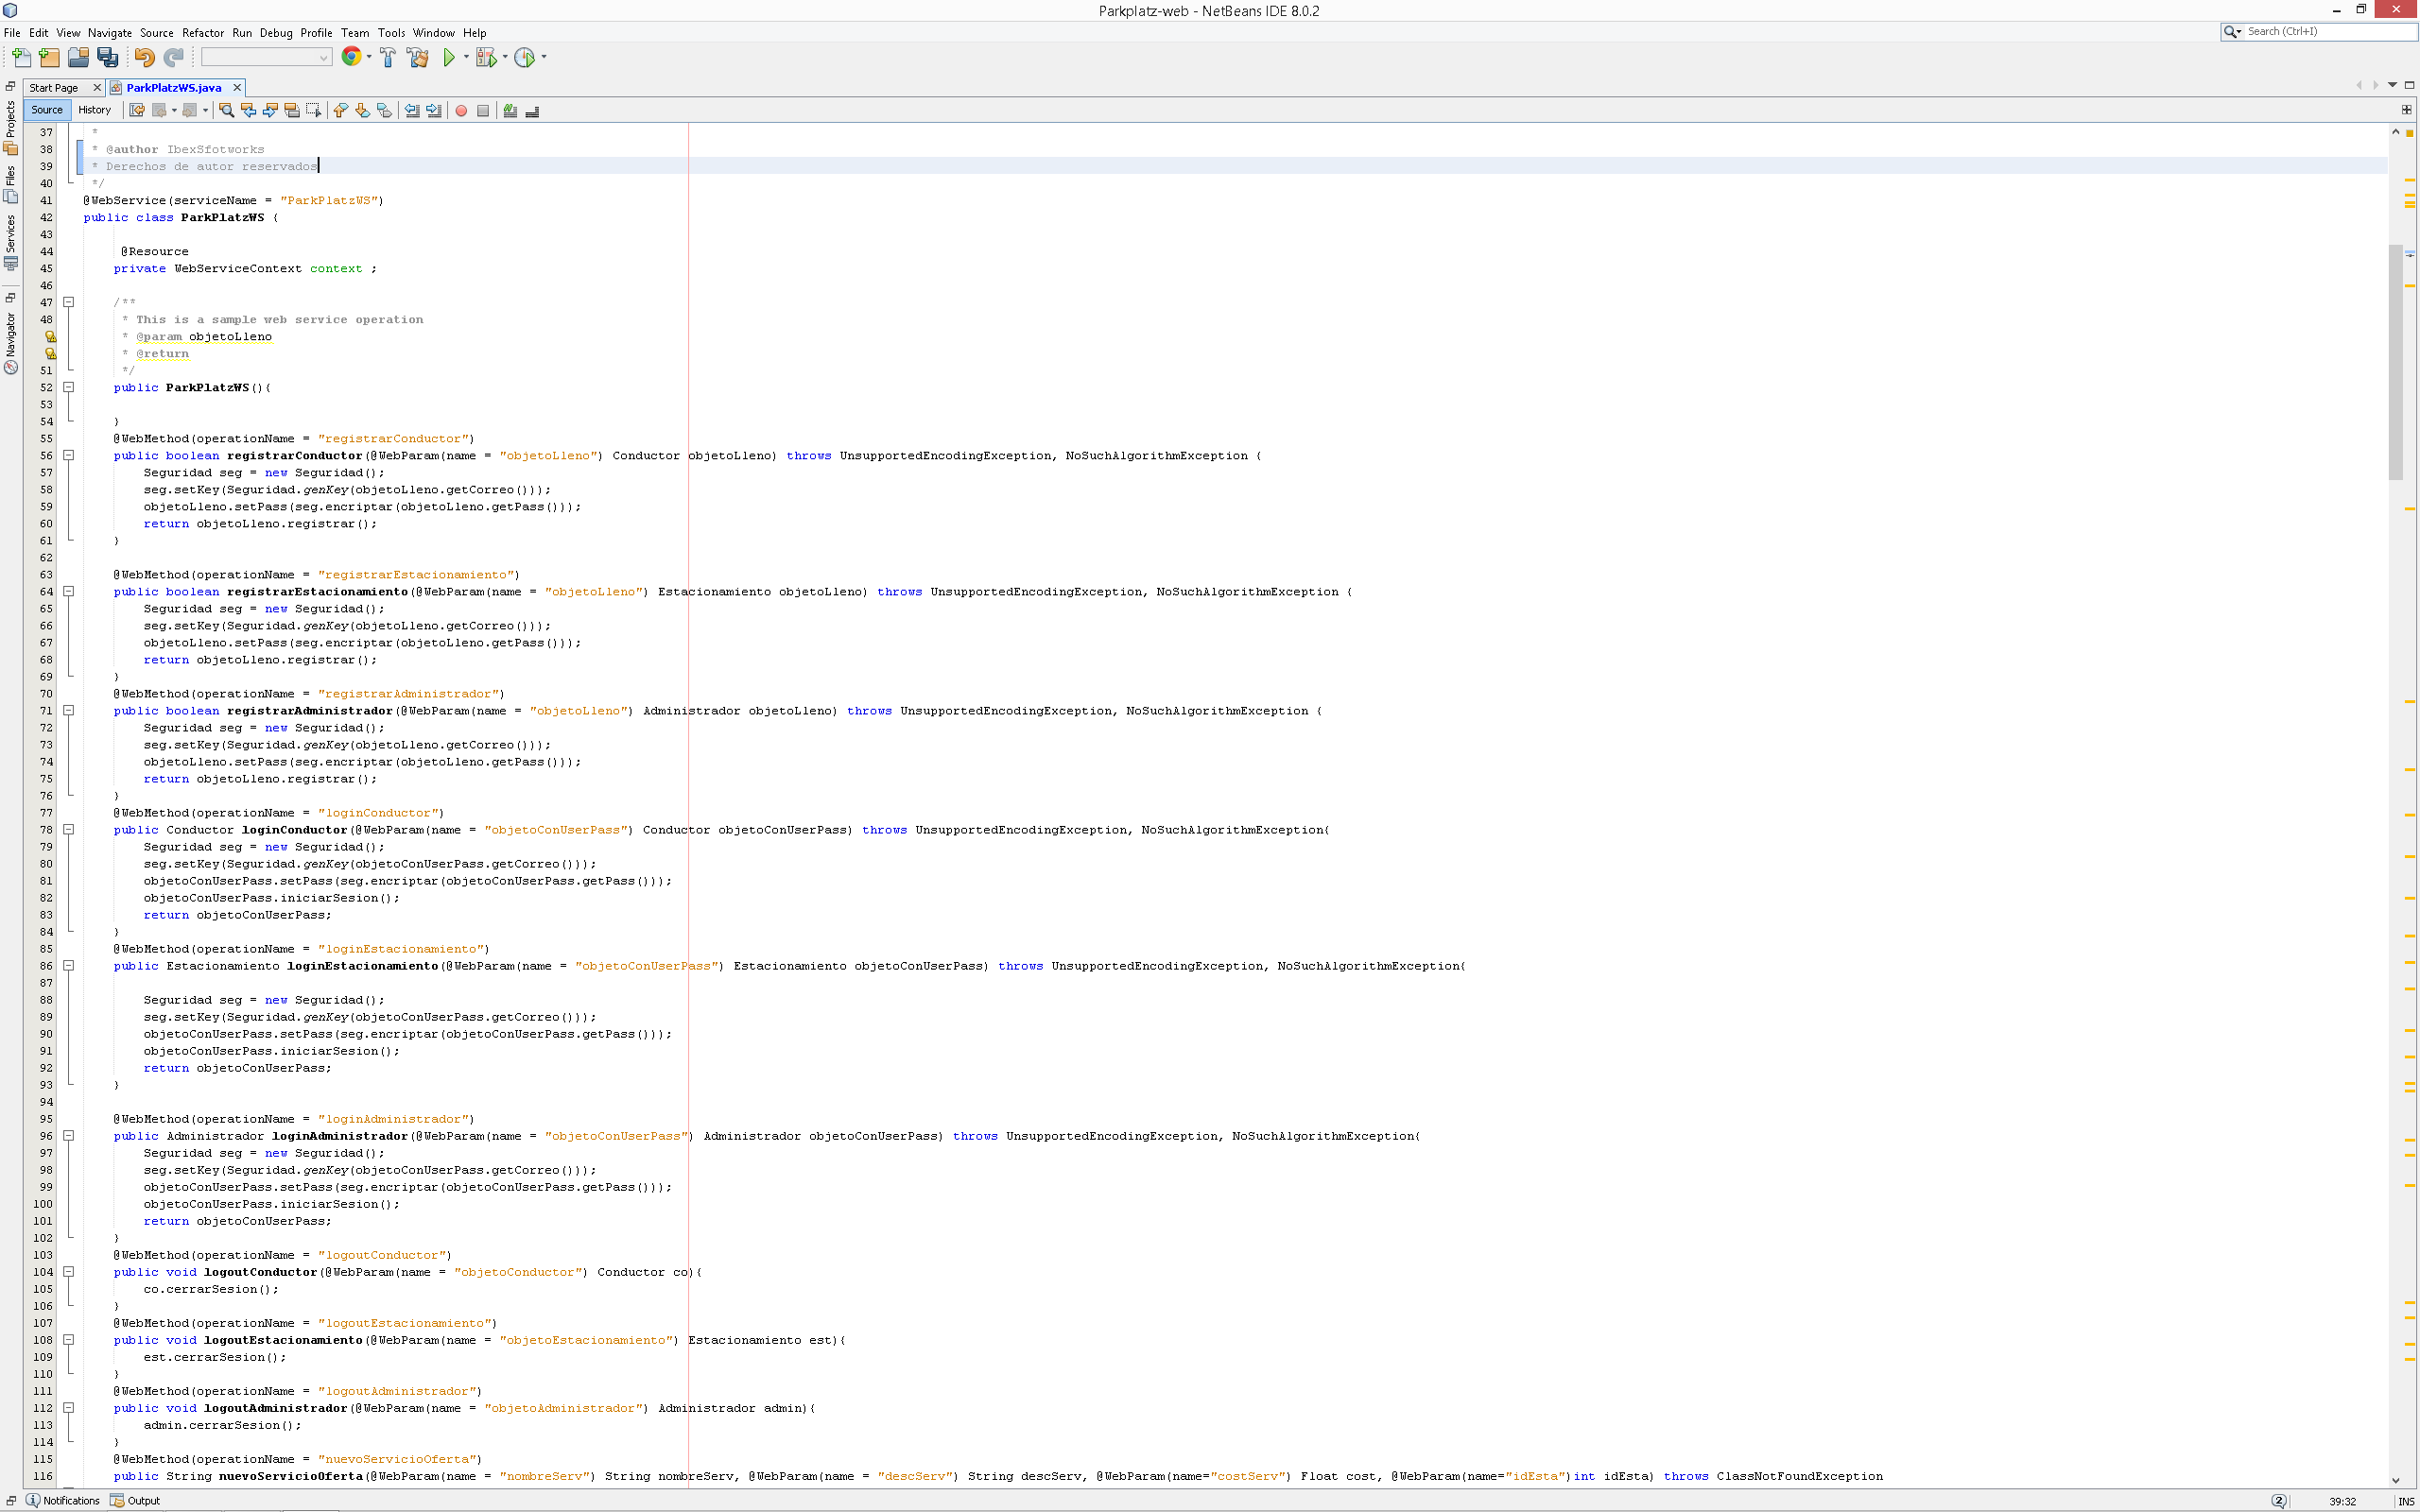 Parkplatz-web - NetBeans IDE 8.0.2
File Edit View Navigate Source Refactor Run Debug Profile Team Tools Window Help
Search (Ctrl+I)
Start Page ParkPlatzWS.java
Source History
Projects
Files
Services
Navigator
37 *
38 * @author IbexSfotworks
39 * Derechos de autor reservados
40 */
41 @WebService(serviceName = "ParkPlatzWS")
42 public class ParkPlatzWS {
43
44 @Resource
45 private WebServiceContext context ;
46
47 /**
48 * This is a sample web service operation
* @param objetoLleno
* @return
51 */
52 public ParkPlatzWS(){
53
54 }
55 @WebMethod(operationName = "registrarConductor")
56 public boolean registrarConductor(@WebParam(name = "objetoLleno") Conductor objetoLleno) throws UnsupportedEncodingException, NoSuchAlgorithmException {
57 Seguridad seg = new Seguridad();
58 seg.setKey(Seguridad.genKey(objetoLleno.getCorreo()));
59 objetoLleno.setPass(seg.encriptar(objetoLleno.getPass()));
60 return objetoLleno.registrar();
61 }
62
63 @WebMethod(operationName = "registrarEstacionamiento")
64 public boolean registrarEstacionamiento(@WebParam(name = "objetoLleno") Estacionamiento objetoLleno) throws UnsupportedEncodingException, NoSuchAlgorithmException {
65 Seguridad seg = new Seguridad();
66 seg.setKey(Seguridad.genKey(objetoLleno.getCorreo()));
67 objetoLleno.setPass(seg.encriptar(objetoLleno.getPass()));
68 return objetoLleno.registrar();
69 }
70 @WebMethod(operationName = "registrarAdministrador")
71 public boolean registrarAdministrador(@WebParam(name = "objetoLleno") Administrador objetoLleno) throws UnsupportedEncodingException, NoSuchAlgorithmException {
72 Seguridad seg = new Seguridad();
73 seg.setKey(Seguridad.genKey(objetoLleno.getCorreo()));
74 objetoLleno.setPass(seg.encriptar(objetoLleno.getPass()));
75 return objetoLleno.registrar();
76 }
77 @WebMethod(operationName = "loginConductor")
78 public Conductor loginConductor(@WebParam(name = "objetoConUserPass") Conductor objetoConUserPass) throws UnsupportedEncodingException, NoSuchAlgorithmException{
79 Seguridad seg = new Seguridad();
80 seg.setKey(Seguridad.genKey(objetoConUserPass.getCorreo()));
81 objetoConUserPass.setPass(seg.encriptar(objetoConUserPass.getPass()));
82 objetoConUserPass.iniciarSesion();
83 return objetoConUserPass;
84 }
85 @WebMethod(operationName = "loginEstacionamiento")
86 public Estacionamiento loginEstacionamiento(@WebParam(name = "objetoConUserPass") Estacionamiento objetoConUserPass) throws UnsupportedEncodingException, NoSuchAlgorithmException{
87
88 Seguridad seg = new Seguridad();
89 seg.setKey(Seguridad.genKey(objetoConUserPass.getCorreo()));
90 objetoConUserPass.setPass(seg.encriptar(objetoConUserPass.getPass()));
91 objetoConUserPass.iniciarSesion();
92 return objetoConUserPass;
93 }
94
95 @WebMethod(operationName = "loginAdministrador")
96 public Administrador loginAdministrador(@WebParam(name = "objetoConUserPass") Administrador objetoConUserPass) throws UnsupportedEncodingException, NoSuchAlgorithmException{
97 Seguridad seg = new Seguridad();
98 seg.setKey(Seguridad.genKey(objetoConUserPass.getCorreo()));
99 objetoConUserPass.setPass(seg.encriptar(objetoConUserPass.getPass()));
100 objetoConUserPass.iniciarSesion();
101 return objetoConUserPass;
102 }
103 @WebMethod(operationName = "logoutConductor")
104 public void logoutConductor(@WebParam(name = "objetoConductor") Conductor co){
105 co.cerrarSesion();
106 }
107 @WebMethod(operationName = "logoutEstacionamiento")
108 public void logoutEstacionamiento(@WebParam(name = "objetoEstacionamiento") Estacionamiento est){
109 est.cerrarSesion();
110 }
111 @WebMethod(operationName = "logoutAdministrador")
112 public void logoutAdministrador(@WebParam(name = "objetoAdministrador") Administrador admin){
113 admin.cerrarSesion();
114 }
115 @WebMethod(operationName = "nuevoServicioOferta")
116 public String nuevoServicioOferta(@WebParam(name = "nombreServ") String nombreServ, @WebParam(name = "descServ") String descServ, @WebParam(name="costServ") Float cost, @WebParam(name="idEsta")int idEsta) throws ClassNotFoundException
Notifications Output
2 39:32 INS